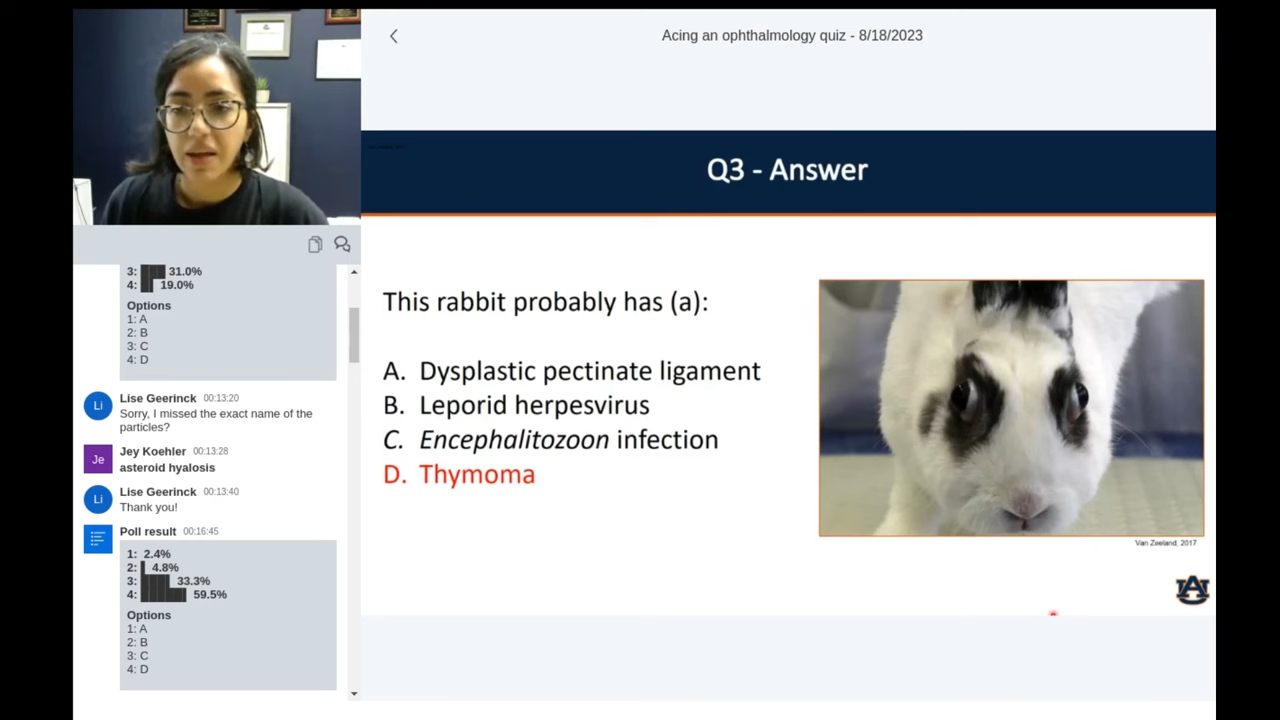 Acing an ophthalmology quiz - 8/18/2023
Q3 - Answer
3: 31.0%
4: 19.0%
Options
1: A
2: B
3: C
4: D
Lise Geerinck 00:13:20
Li
Sorry, I missed the exact name of the
particles?
Jey Koehler 00:13:28
Je
asteroid hyalosis
Lise Geerinck 00:13:40
Li
Thank you!
Poll result 00:16:45
1: 2.4%
2: 4.8%
3: 33.3%
4: 59.5%
Options
1: A
2: B
3: C
4: D
This rabbit probably has (a):
A. Dysplastic pectinate ligament
B. Leporid herpesvirus
C. Encephalitozoon infection
D. Thymoma
Van Zeeland, 2017